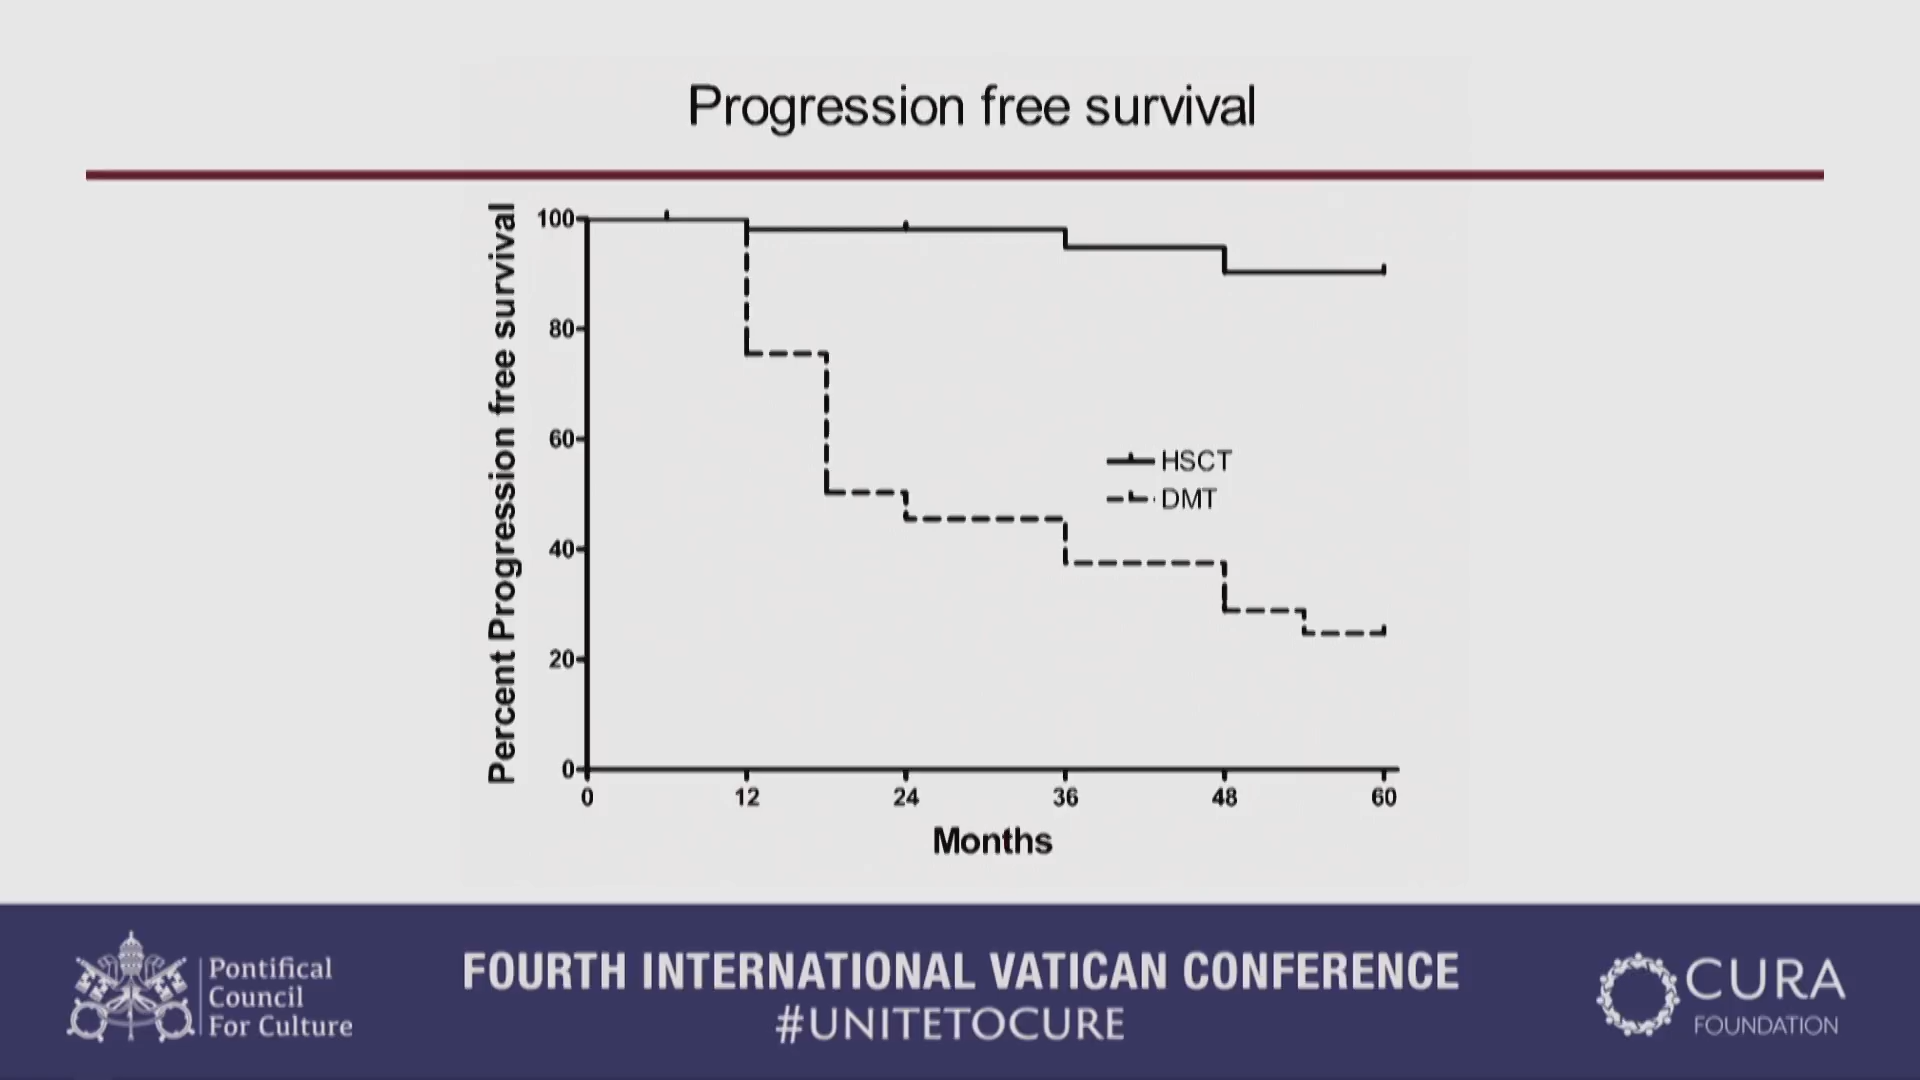 Progression free survival
Percent Progression free survival
100
80
60
40
20
0
HSCT
DMT
0 12 24 36 48 60
Months
Pontifical
Council
For Culture
FOURTH INTERNATIONAL VATICAN CONFERENCE
#UNITETOCURE
CURA
FOUNDATION